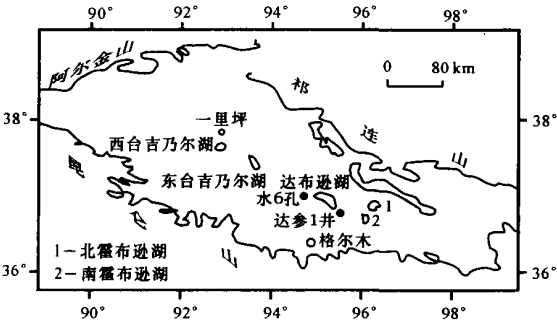 90° 92° 94° 96° 98°
阿尔金山
祁连山
0 80 km
38° 38°
一里坪
西台吉乃尔湖
昆仑山
东台吉乃尔湖 达布逊湖
水6孔
1
达参1井 2
格尔木
1—北霍布逊湖
2—南霍布逊湖
36° 36°
90° 92° 94° 96° 98°